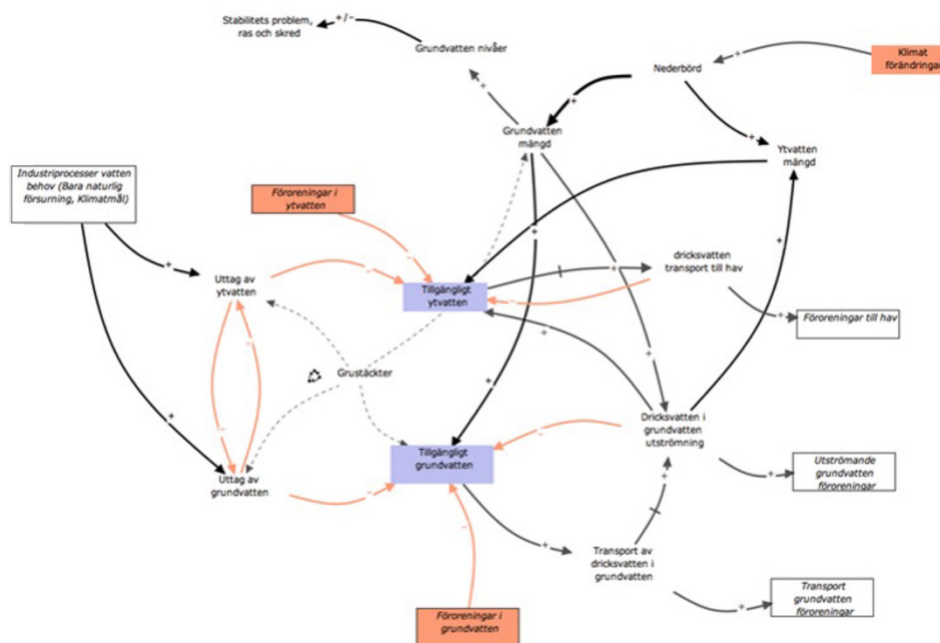 Stabilitets problem,
ras och skred
+/-
Grundvatten nivåer
Nederbörd
Klimat
förändringar
Grundvatten
mängd
Ytvatten
mängd
Industriprocesser vatten
behov (Bara naturlig
försurning, Klimatmål)
Föroreningar i
ytvatten
dricksvatten
transport till hav
Uttag av
ytvatten
Tillgängligt
ytvatten
Föroreningar till hav
Grustäckter
Dricksvatten i
grundvatten
utströmning
Tillgängligt
grundvatten
Utströmande
grundvatten
föroreningar
Uttag av
grundvatten
Transport av
dricksvatten i
grundvatten
Transport
grundvatten
föroreningar
Föroreningar i
grundvatten